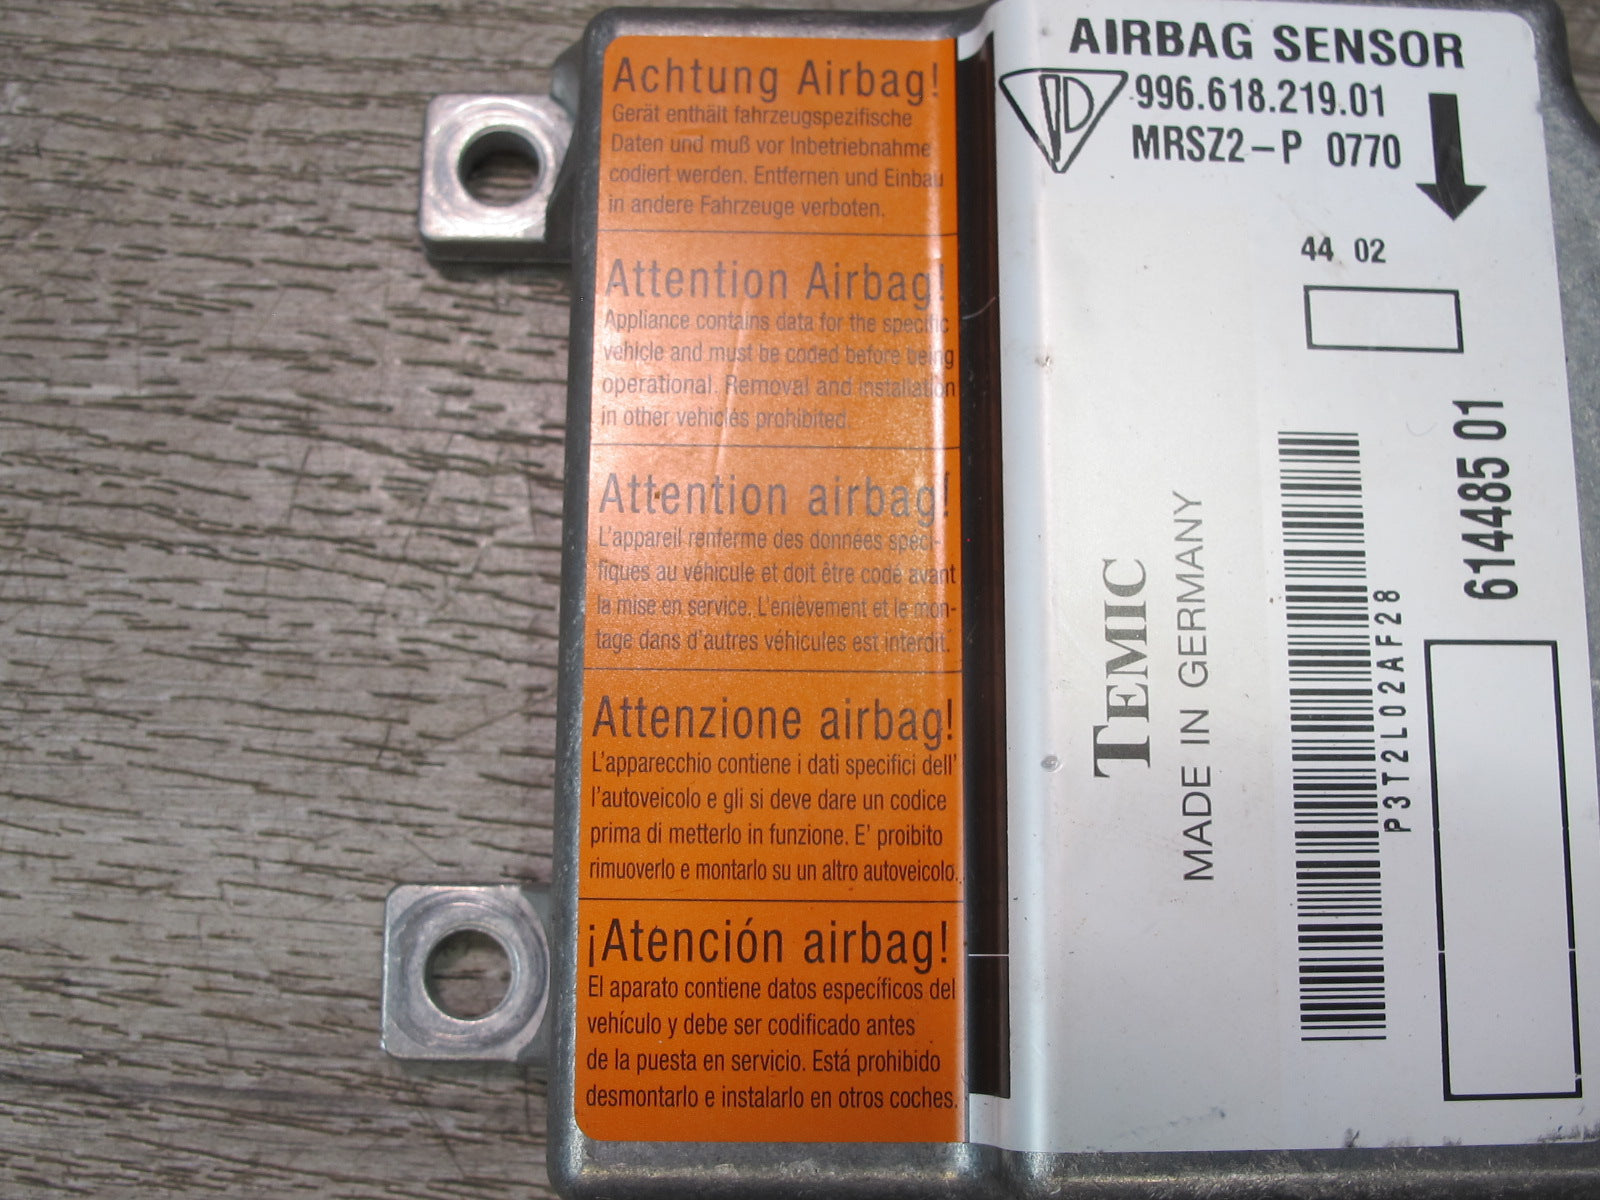 Achtung Airbag!
Gerät enthält fahrzeugspezifische
Daten und muß vor Inbetriebnahme
codiert werden. Entfernen und Einbau
in andere Fahrzeuge verboten.
Attention Airbag!
Appliance contains data for the specific
vehicle and must be coded before being
operational. Removal and installation
in other vehicles prohibited.
Attention airbag!
L'appareil renferme des données spéci-
fiques au véhicule et doit être codé avant
la mise en service. L'enièvement et le mon-
tage dans d'autres véhicules est interdit.
Attenzione airbag!
L'apparecchio contiene i dati specifici dell'
l'autoveicolo e gli si deve dare un codice
prima di metterlo in funzione. E' proibito
rimuoverlo e montarlo su un altro autoveicolo.
¡Atención airbag!
El aparato contiene datos específicos del
vehículo y debe ser codificado antes
de la puesta en servicio. Está prohibido
desmontarlo e instalarlo en otros coches.
AIRBAG SENSOR
996.618.219.01
MRSZ2-P 0770
44 02
TEMIC
MADE IN GERMANY
P3T2L02AF28
614485 01